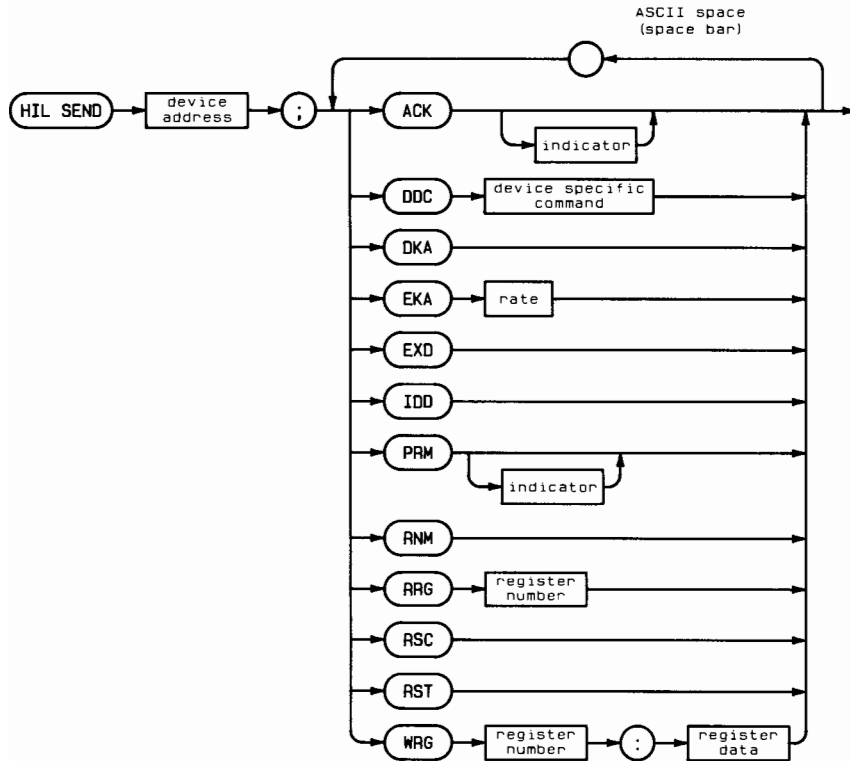 ASCII space
(space bar)
HIL SEND
device
address
;
ACK
indicator
DDC
device specific
command
DKA
EKA
rate
EXD
IDD
PRM
indicator
RNM
RRG
register
number
RSC
RST
WRG
register
number
:
register
data